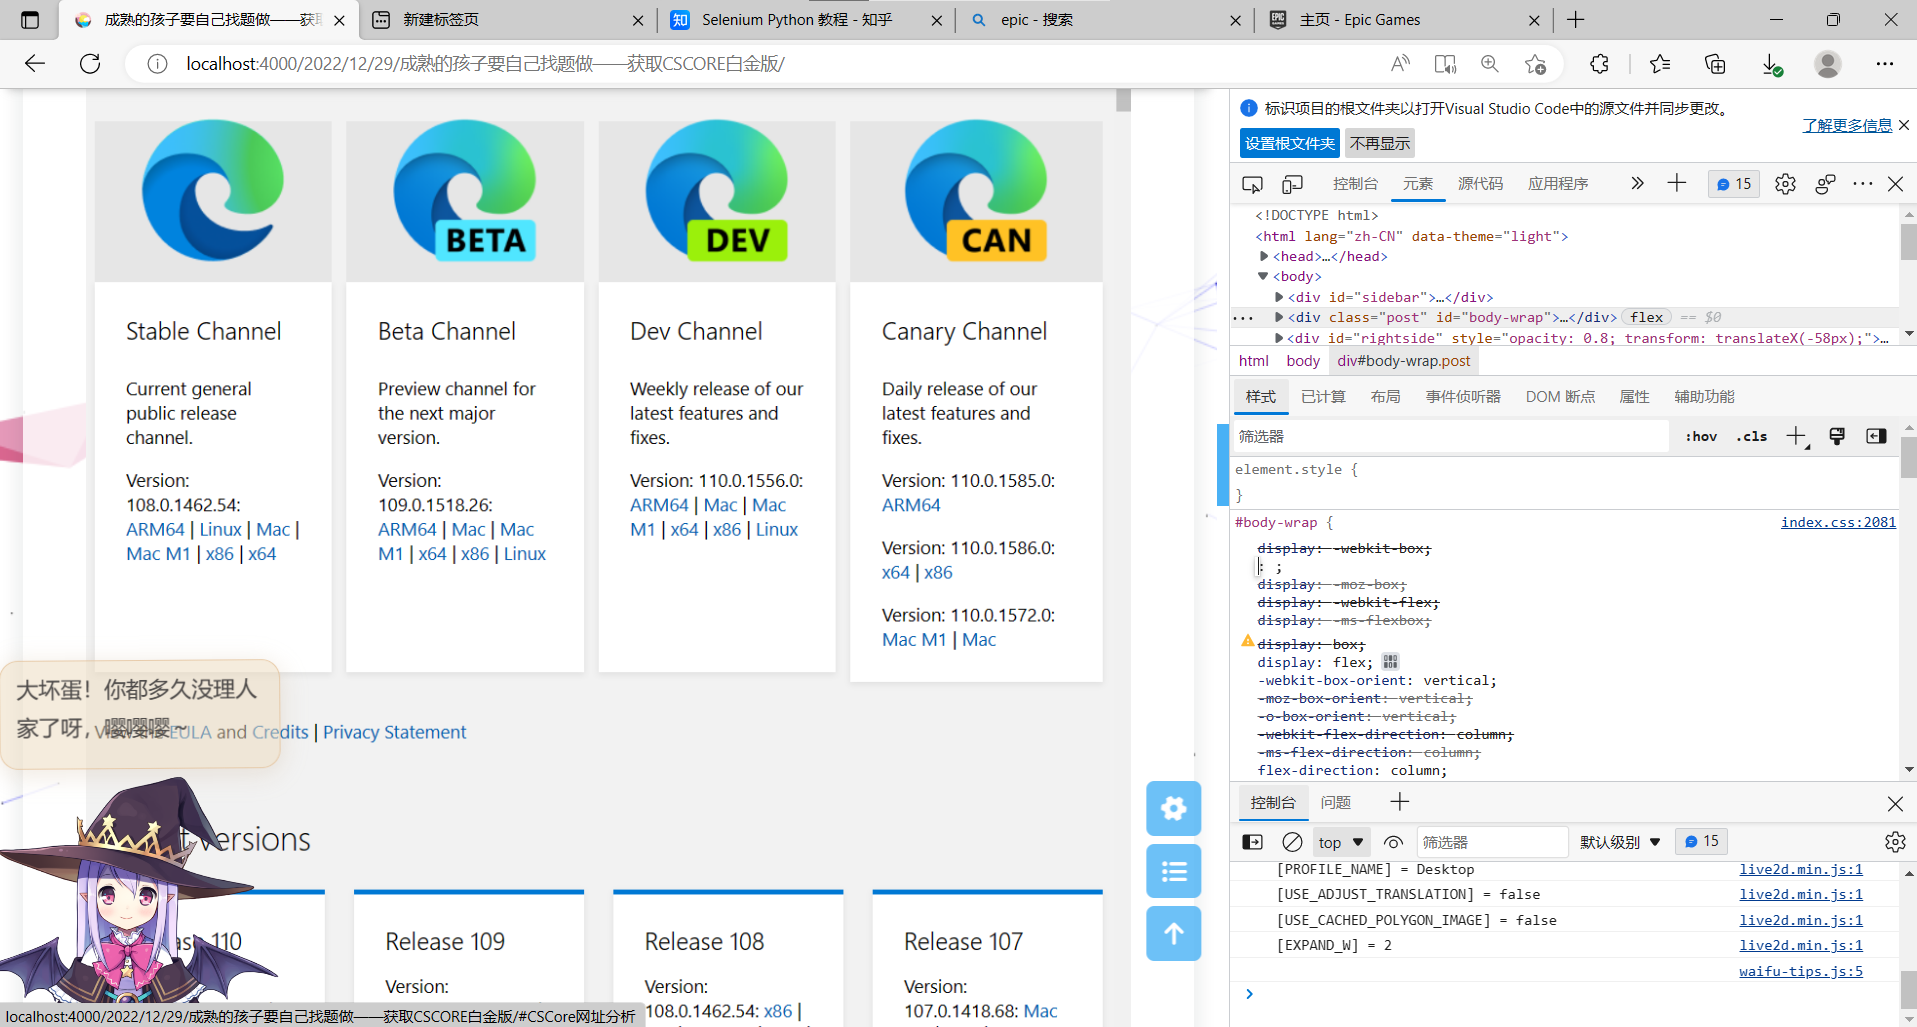 成熟的孩子要自己找题做——获取
新建标签页
Selenium Python 教程 - 知乎
epic - 搜索
主页 - Epic Games
localhost:4000/2022/12/29/成熟的孩子要自己找题做——获取CSCORE白金版/
BETA
DEV
CAN
Stable Channel
Current general
public release
channel.
Version:
108.0.1462.54:
ARM64 | Linux | Mac |
Mac M1 | x86 | x64
Beta Channel
Preview channel for
the next major
version.
Version:
109.0.1518.26:
ARM64 | Mac | Mac
M1 | x64 | x86 |
Linux
Dev Channel
Weekly release of our
latest features and
fixes.
Version: 110.0.1556.0:
ARM64 | Mac | Mac
M1 | x64 | x86 | Linux
Canary Channel
Daily release of our
latest features and
fixes.
Version: 110.0.1585.0:
ARM64
Version: 110.0.1586.0:
x64 | x86
Version: 110.0.1572.0:
Mac M1 | Mac
大坏蛋！你都多久没理人
家了呀，嘤嘤嘤~
EULA and Credits | Privacy Statement
versions
110
Release 109
Version:
Release 108
Version:
108.0.1462.54: x86 |
Release 107
Version:
107.0.1418.68: Mac
localhost:4000/2022/12/29/成熟的孩子要自己找题做——获取CSCORE白金版/#CSCore网址分析
标识项目的根文件夹以打开Visual Studio Code中的源文件并同步更改。
了解更多信息
设置根文件夹
不再显示
控制台
元素
源代码
应用程序
15
<!DOCTYPE html>
<html lang="zh-CN" data-theme="light">
<head>…</head>
<body>
<div id="sidebar">…</div>
<div class="post" id="body-wrap">…</div> flex == $0
<div id="rightside" style="opacity: 0.8; transform: translateX(-58px);">…
html body div#body-wrap.post
样式
已计算
布局
事件侦听器
DOM 断点
属性
辅助功能
筛选器
:hov
.cls
element.style {
}
#body-wrap {
index.css:2081
display: -webkit-box;
: ;
display: -moz-box;
display: -webkit-flex;
display: -ms-flexbox;
display: box;
display: flex;
-webkit-box-orient: vertical;
-moz-box-orient: vertical;
-o-box-orient: vertical;
-webkit-flex-direction: column;
-ms-flex-direction: column;
flex-direction: column;
控制台
问题
top
筛选器
默认级别
15
[PROFILE_NAME] = Desktop
live2d.min.js:1
[USE_ADJUST_TRANSLATION] = false
live2d.min.js:1
[USE_CACHED_POLYGON_IMAGE] = false
live2d.min.js:1
[EXPAND_W] = 2
live2d.min.js:1
waifu-tips.js:5